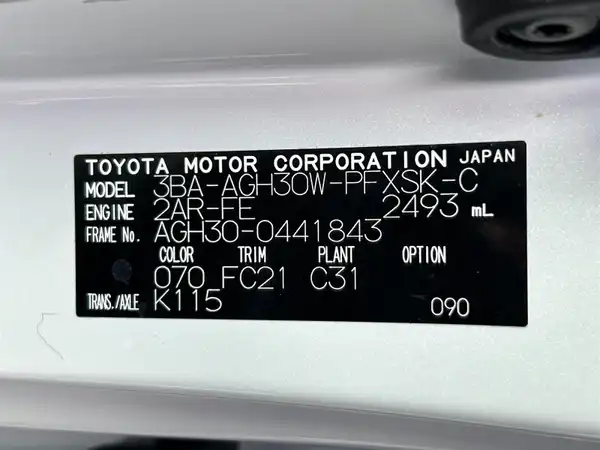 TOYOTA MOTOR CORPORATION JAPAN
MODEL 3BA-AGH30W-PFXSK-C
ENGINE 2AR-FE 2493 mL
FRAME No. AGH30-0441843
COLOR TRIM PLANT OPTION
070 FC21 C31
TRANS./AXLE K115 090